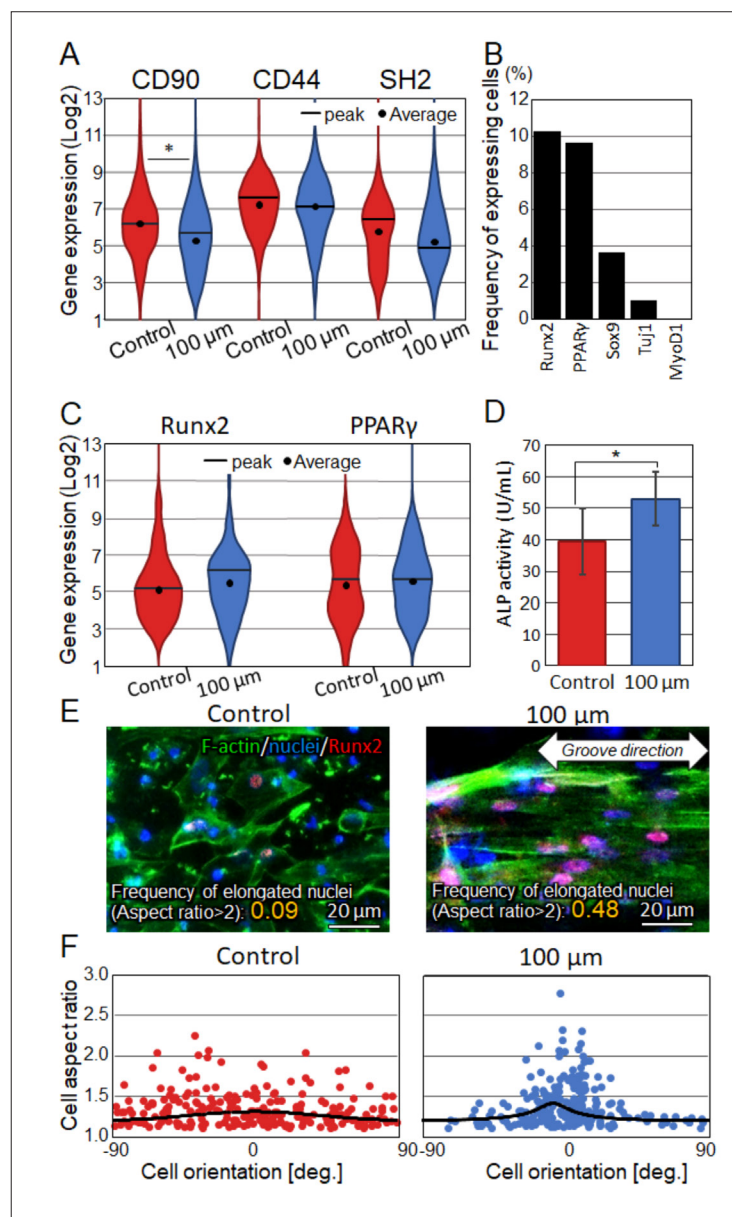 A
CD90 CD44 SH2
Gene expression (Log2)
13
11
9
7
5
3
1
peak Average
*
Control 100 µm Control 100 µm Control 100 µm
B (%)
Frequency of expressing cells
12
10
8
6
4
2
0
Runx2 PPARγ Sox9 Tuj1 MyoD1
C
Runx2 PPARγ
Gene expression (Log2)
13
11
9
7
5
3
1
peak Average
Control 100 µm Control 100 µm
D
ALP activity (U/mL)
70
60
50
40
30
20
10
0
*
Control 100 µm
E
Control 100 µm
F-actin/nuclei/Runx2
Frequency of elongated nuclei
(Aspect ratio>2): 0.09 20 µm
Groove direction
Frequency of elongated nuclei
(Aspect ratio>2): 0.48 20 µm
F
Control 100 µm
Cell aspect ratio
3.0
2.5
2.0
1.5
1.0
-90 0 90
Cell orientation [deg.]
-90 0 90
Cell orientation [deg.]